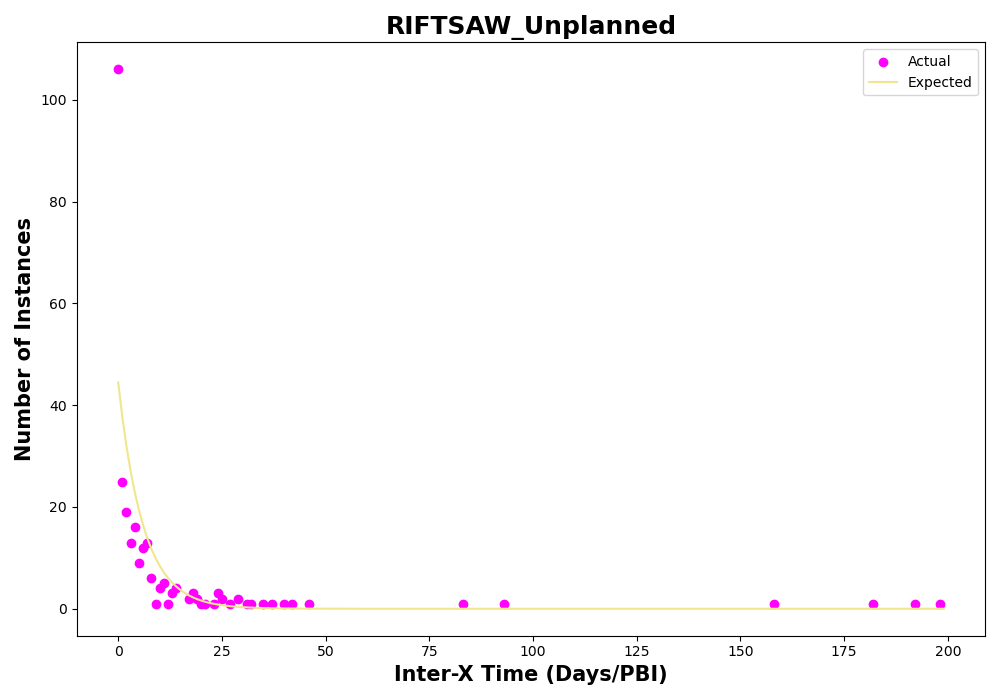 RIFTSAW_Unplanned
Actual
Expected
Number of Instances
100
80
60
40
20
0
0 25 50 75 100 125 150 175 200
Inter-X Time (Days/PBI)